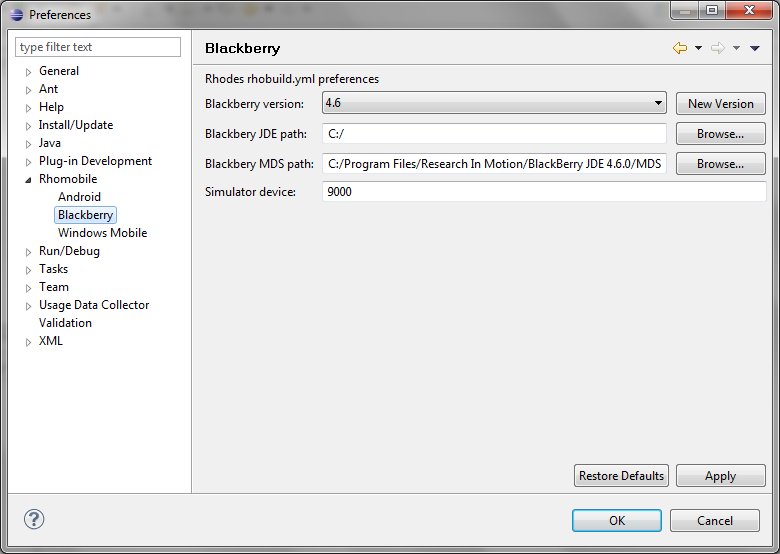 Preferences
type filter text
General
Ant
Help
Install/Update
Java
Plug-in Development
Rhomobile
Android
Blackberry
Windows Mobile
Run/Debug
Tasks
Team
Usage Data Collector
Validation
XML
Blackberry
Rhodes rhobuild.yml preferences
Blackberry version: 4.6 New Version
Blackbery JDE path: C:/ Browse...
Blackbery MDS path: C:/Program Files/Research In Motion/BlackBerry JDE 4.6.0/MDS Browse...
Simulator device: 9000
Restore Defaults Apply
OK Cancel